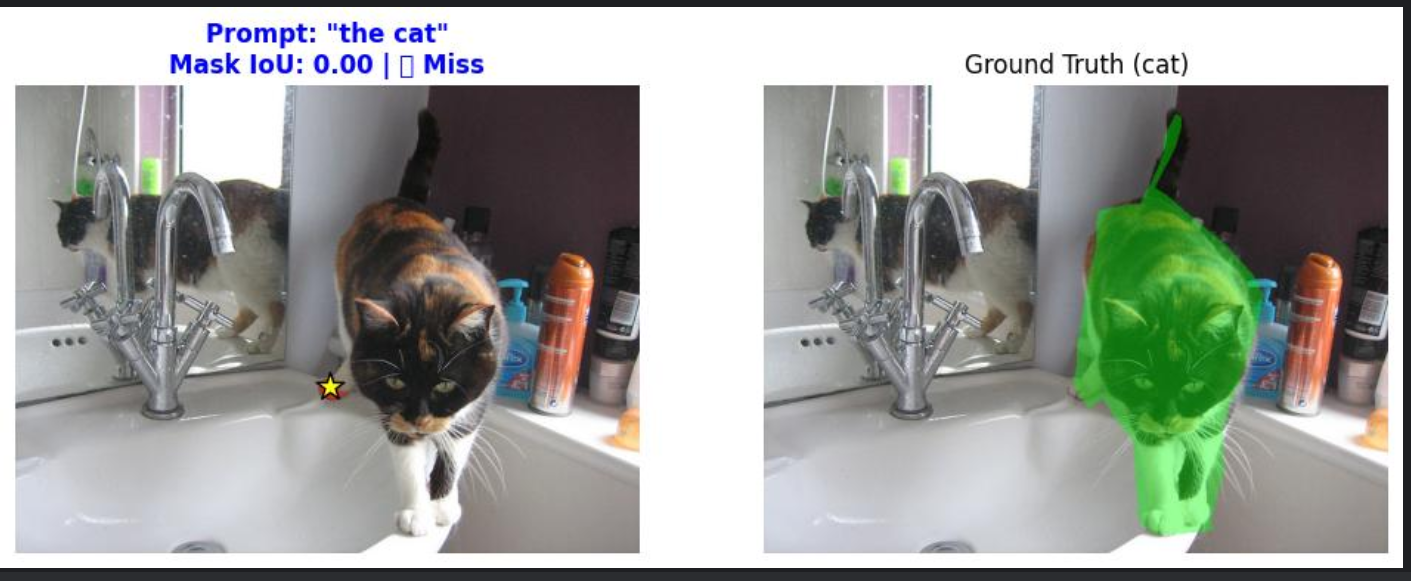 Prompt: "the cat"
Mask IoU: 0.00 | ▯ Miss
Ground Truth (cat)